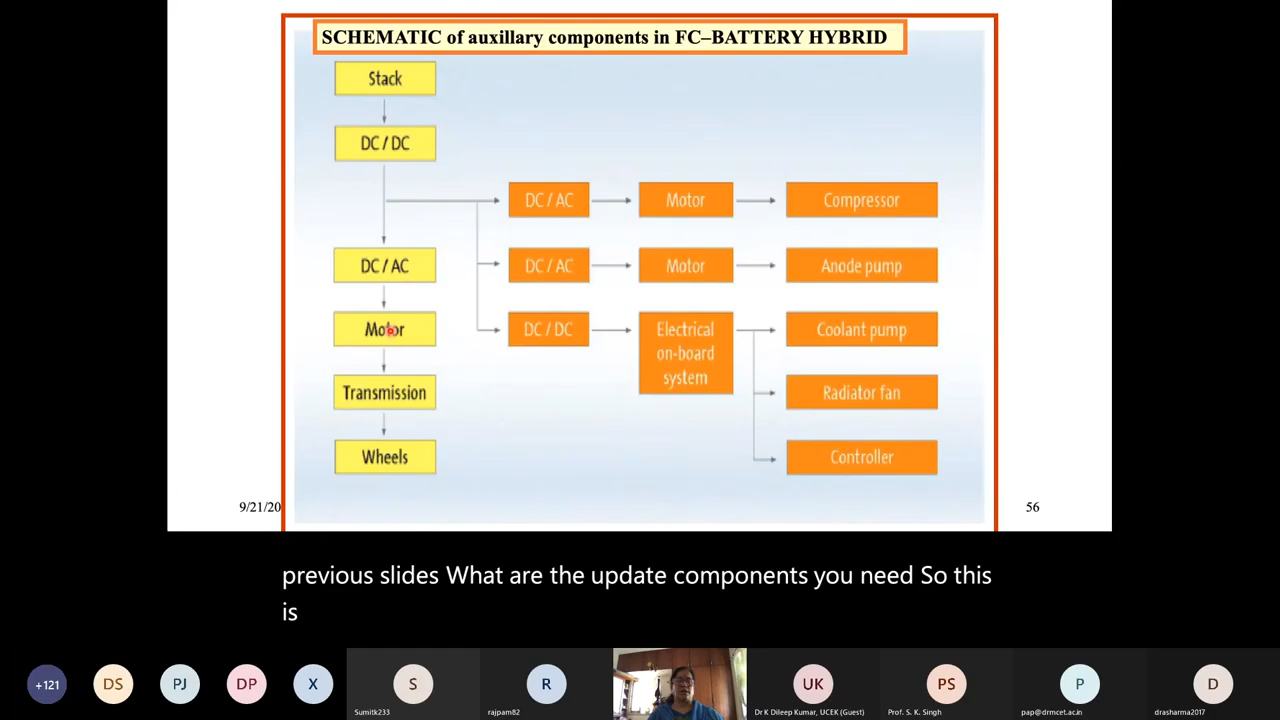 SCHEMATIC of auxillary components in FC–BATTERY HYBRID
Stack
DC / DC
DC / AC
Motor
Compressor
DC / AC
DC / AC
Motor
Anode pump
Motor
DC / DC
Electrical
on-board
system
Coolant pump
Transmission
Radiator fan
Wheels
Controller
9/21/20
56
previous slides What are the update components you need So this
is
+121
DS
PJ
DP
X
S
R
UK
PS
P
D
Sumitk233
rajpam82
Dr K Dileep Kumar, UCEK (Guest)
Prof. S. K. Singh
pap@drmcet.ac.in
drasharma2017